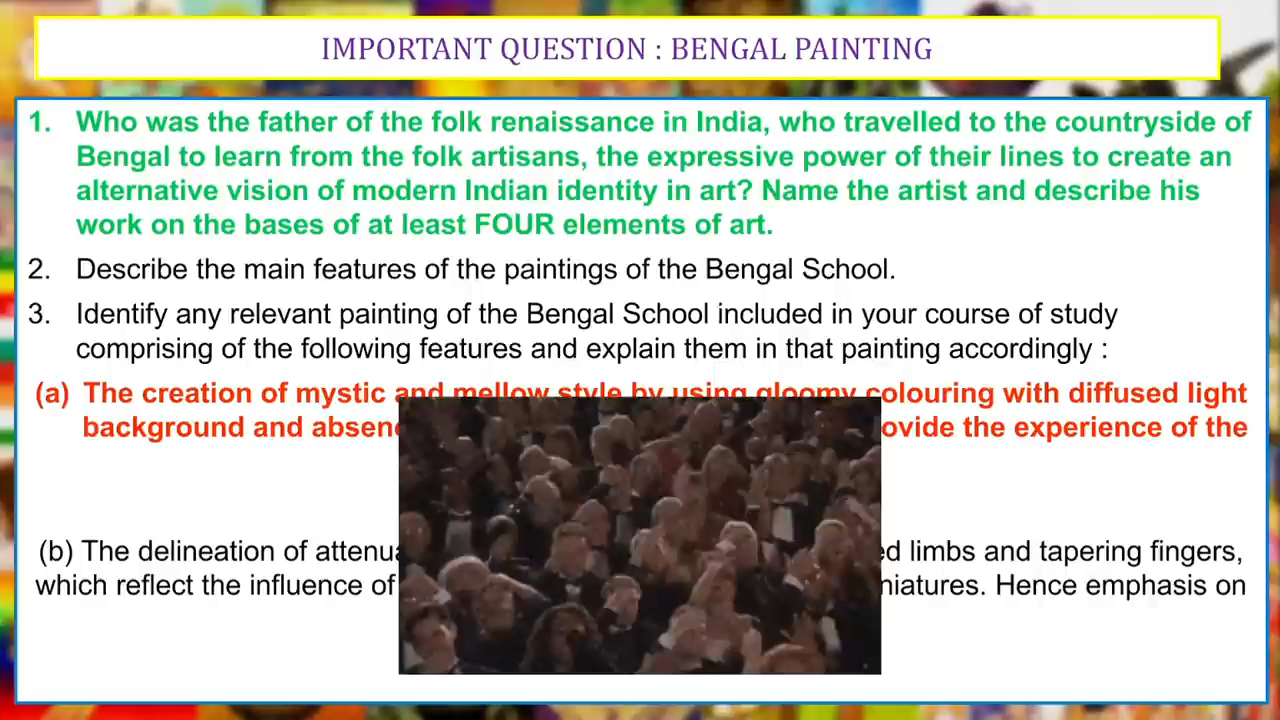 IMPORTANT QUESTION : BENGAL PAINTING
1. Who was the father of the folk renaissance in India, who travelled to the countryside of
Bengal to learn from the folk artisans, the expressive power of their lines to create an
alternative vision of modern Indian identity in art? Name the artist and describe his
work on the bases of at least FOUR elements of art.
2. Describe the main features of the paintings of the Bengal School.
3. Identify any relevant painting of the Bengal School included in your course of study
comprising of the following features and explain them in that painting accordingly :
(a) The creation of mystic and mellow style by using gloomy colouring with diffused light
background and the experience of the
(b) The delineation of limbs and tapering fingers,
which reflect the influence of Hence emphasis on